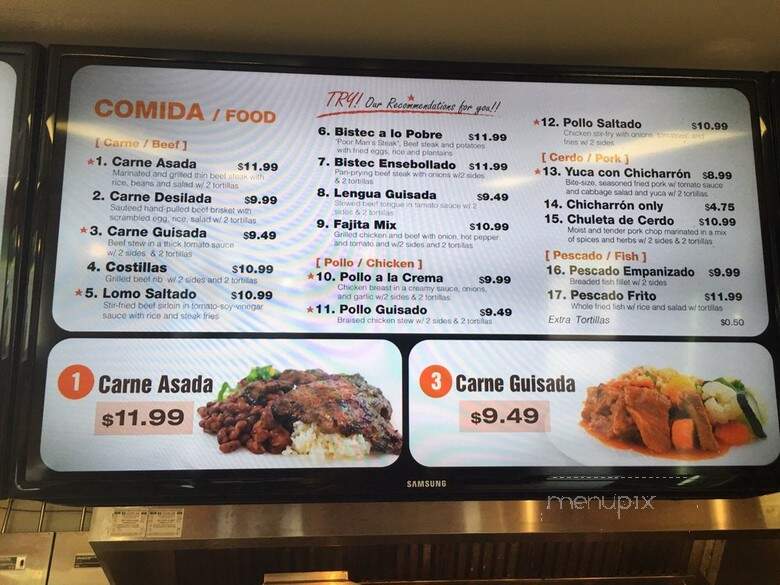 COMIDA / FOOD
[ Carne / Beef ]
★1. Carne Asada $11.99
Marinated and grilled thin beef steak with
rice, beans and salad w/ 2 tortillas
2. Carne Desilada $9.99
Sauteed hand-pulled beef brisket with
scrambled egg, rice, salad w/ 2 tortillas
★3. Carne Guisada $9.49
Beef stew in a thick tomato sauce
w/ 2 sides & 2 tortillas
4. Costillas $10.99
Grilled beef rib w/ 2 sides and 2 tortillas
★5. Lomo Saltado $10.99
Stir-fried beef sirloin in tomato-soy-vinegar
sauce with rice and steak fries
TRY! Our Recommendations for you!!
6. Bistec a lo Pobre $11.99
"Poor Man's Steak", Beef steak and potatoes
with fried eggs, rice and plantains
7. Bistec Ensebollado $11.99
Pan-prying beef steak with onions w/2 sides
& 2 tortillas
8. Lengua Guisada $9.49
Stewed beef tongue in tamato sauce w/ 2
sides & 2 tortillas
9. Fajita Mix $10.99
Grilled chicken and beef with onion, hot pepper
and tomato and w/2 sides and 2 tortillas
[ Pollo / Chicken ]
★10. Pollo a la Crema $9.99
Chicken breast in a creamy sauce, onions,
and garlic w/2 sides & 2 tortillas
★11. Pollo Guisado $9.49
Braised chicken stew w/ 2 sides & 2 tortillas
★12. Pollo Saltado $10.99
Chicken stir-fry with onions, tomatoes, and
fries w/ 2 sides
[ Cerdo / Pork ]
★13. Yuca con Chicharrón $8.99
Bite-size, seasoned fried pork w/ tomato sauce
and cabbage salad and yuca w/ 2 tortillas
14. Chicharrón only $4.75
15. Chuleta de Cerdo $10.99
Moist and tender pork chop marinated in a mix
of spices and herbs w/ 2 sides & 2 tortillas
[ Pescado / Fish ]
16. Pescado Empanizado $9.99
Breaded fish fillet w/ 2 sides
17. Pescado Frito $11.99
Whole fried fish w/ rice and salad w/ tortillas
Extra Tortillas $0.50
1 Carne Asada
$11.99
3 Carne Guisada
$9.49
SAMSUNG
menupix